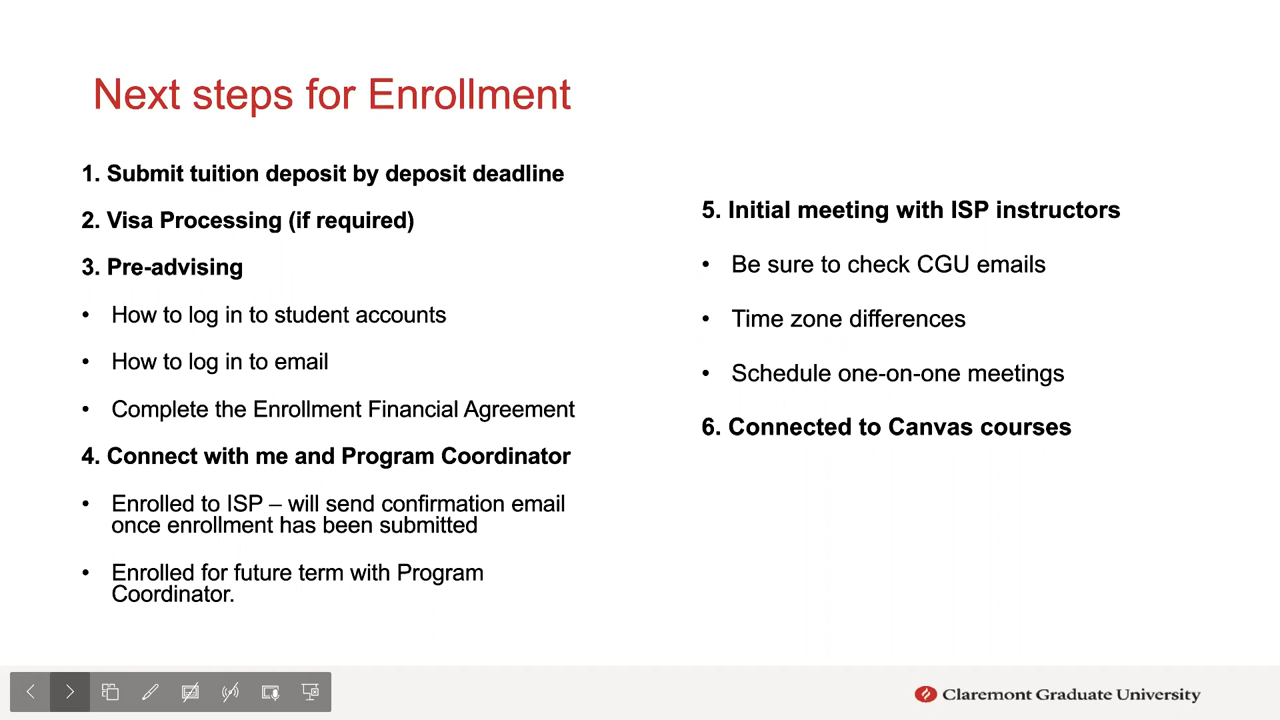 Next steps for Enrollment
1. Submit tuition deposit by deposit deadline
2. Visa Processing (if required)
3. Pre-advising
• How to log in to student accounts
• How to log in to email
• Complete the Enrollment Financial Agreement
4. Connect with me and Program Coordinator
• Enrolled to ISP – will send confirmation email
once enrollment has been submitted
• Enrolled for future term with Program
Coordinator.
5. Initial meeting with ISP instructors
• Be sure to check CGU emails
• Time zone differences
• Schedule one-on-one meetings
6. Connected to Canvas courses
Claremont Graduate University